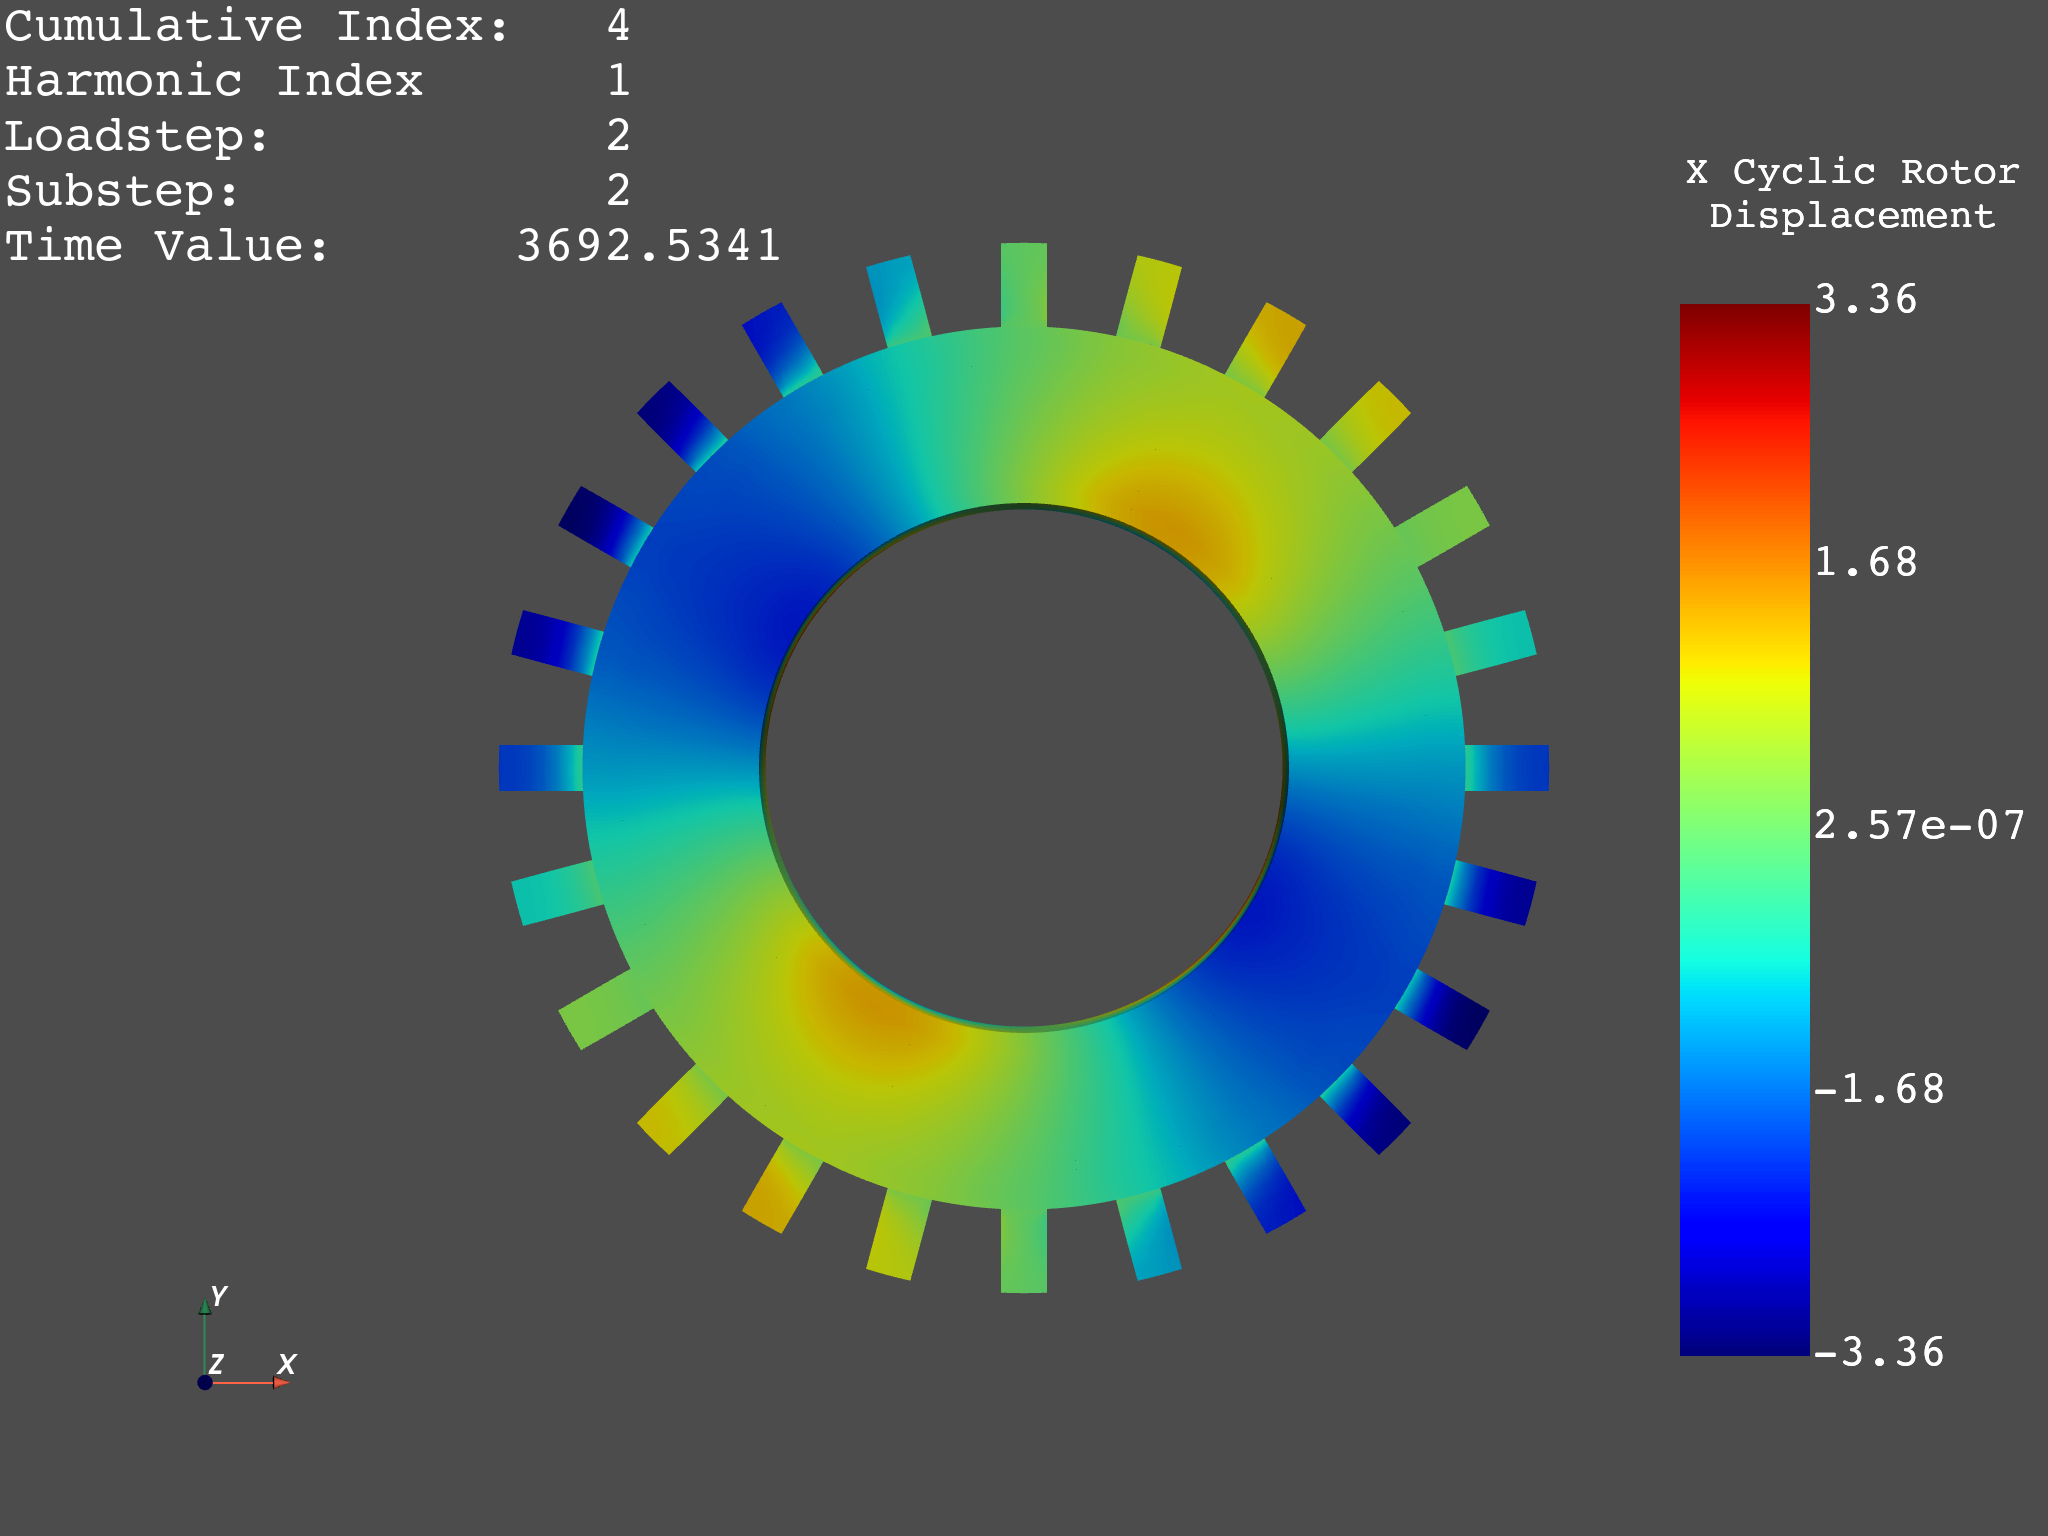 Cumulative Index: 4
Harmonic Index 1
Loadstep: 2
Substep: 2
Time Value: 3692.5341
X Cyclic Rotor
Displacement
3.36
1.68
2.57e-07
-1.68
-3.36
Y
Z X